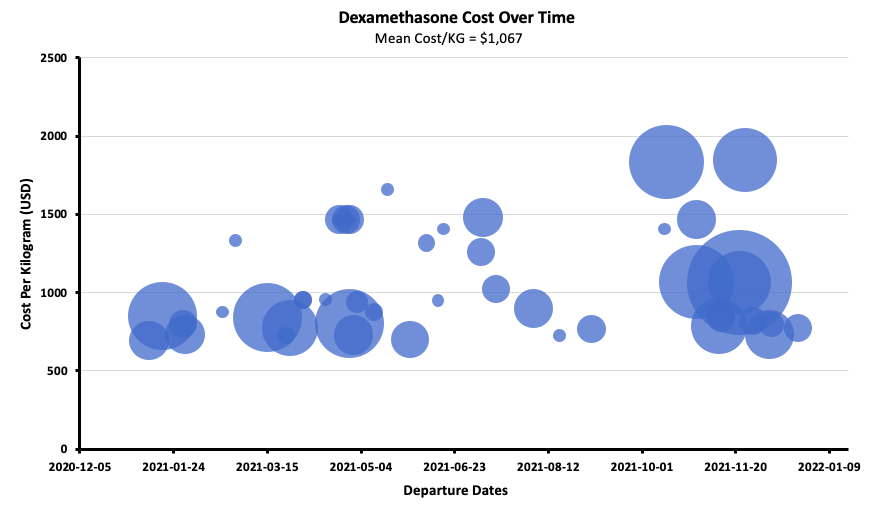 Dexamethasone Cost Over Time
Mean Cost/KG = $1,067
Cost Per Kilogram (USD)
2500
2000
1500
1000
500
0
2020-12-05 2021-01-24 2021-03-15 2021-05-04 2021-06-23 2021-08-12 2021-10-01 2021-11-20 2022-01-09
Departure Dates